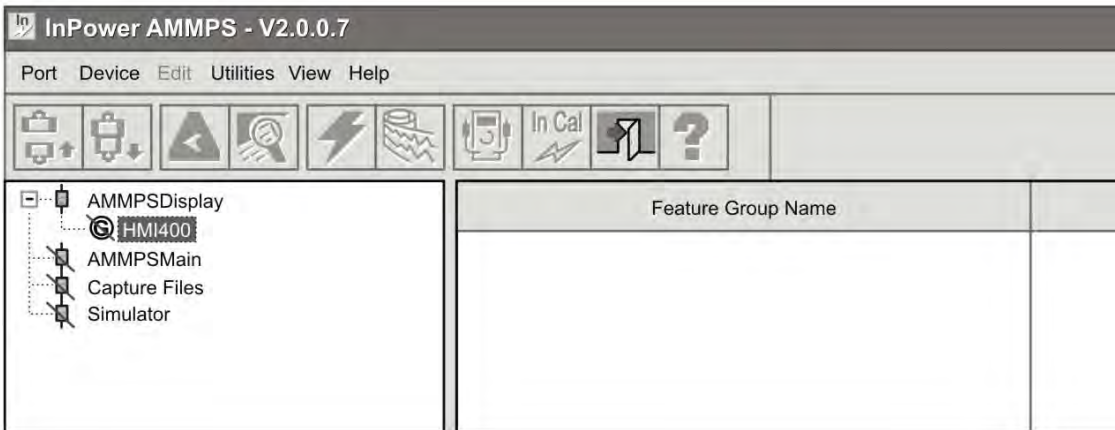 In InPower AMMPS - V2.0.0.7
Port Device Edit Utilities View Help
In Cal
AMMPSDisplay
HMI400
AMMPSMain
Capture Files
Simulator
Feature Group Name